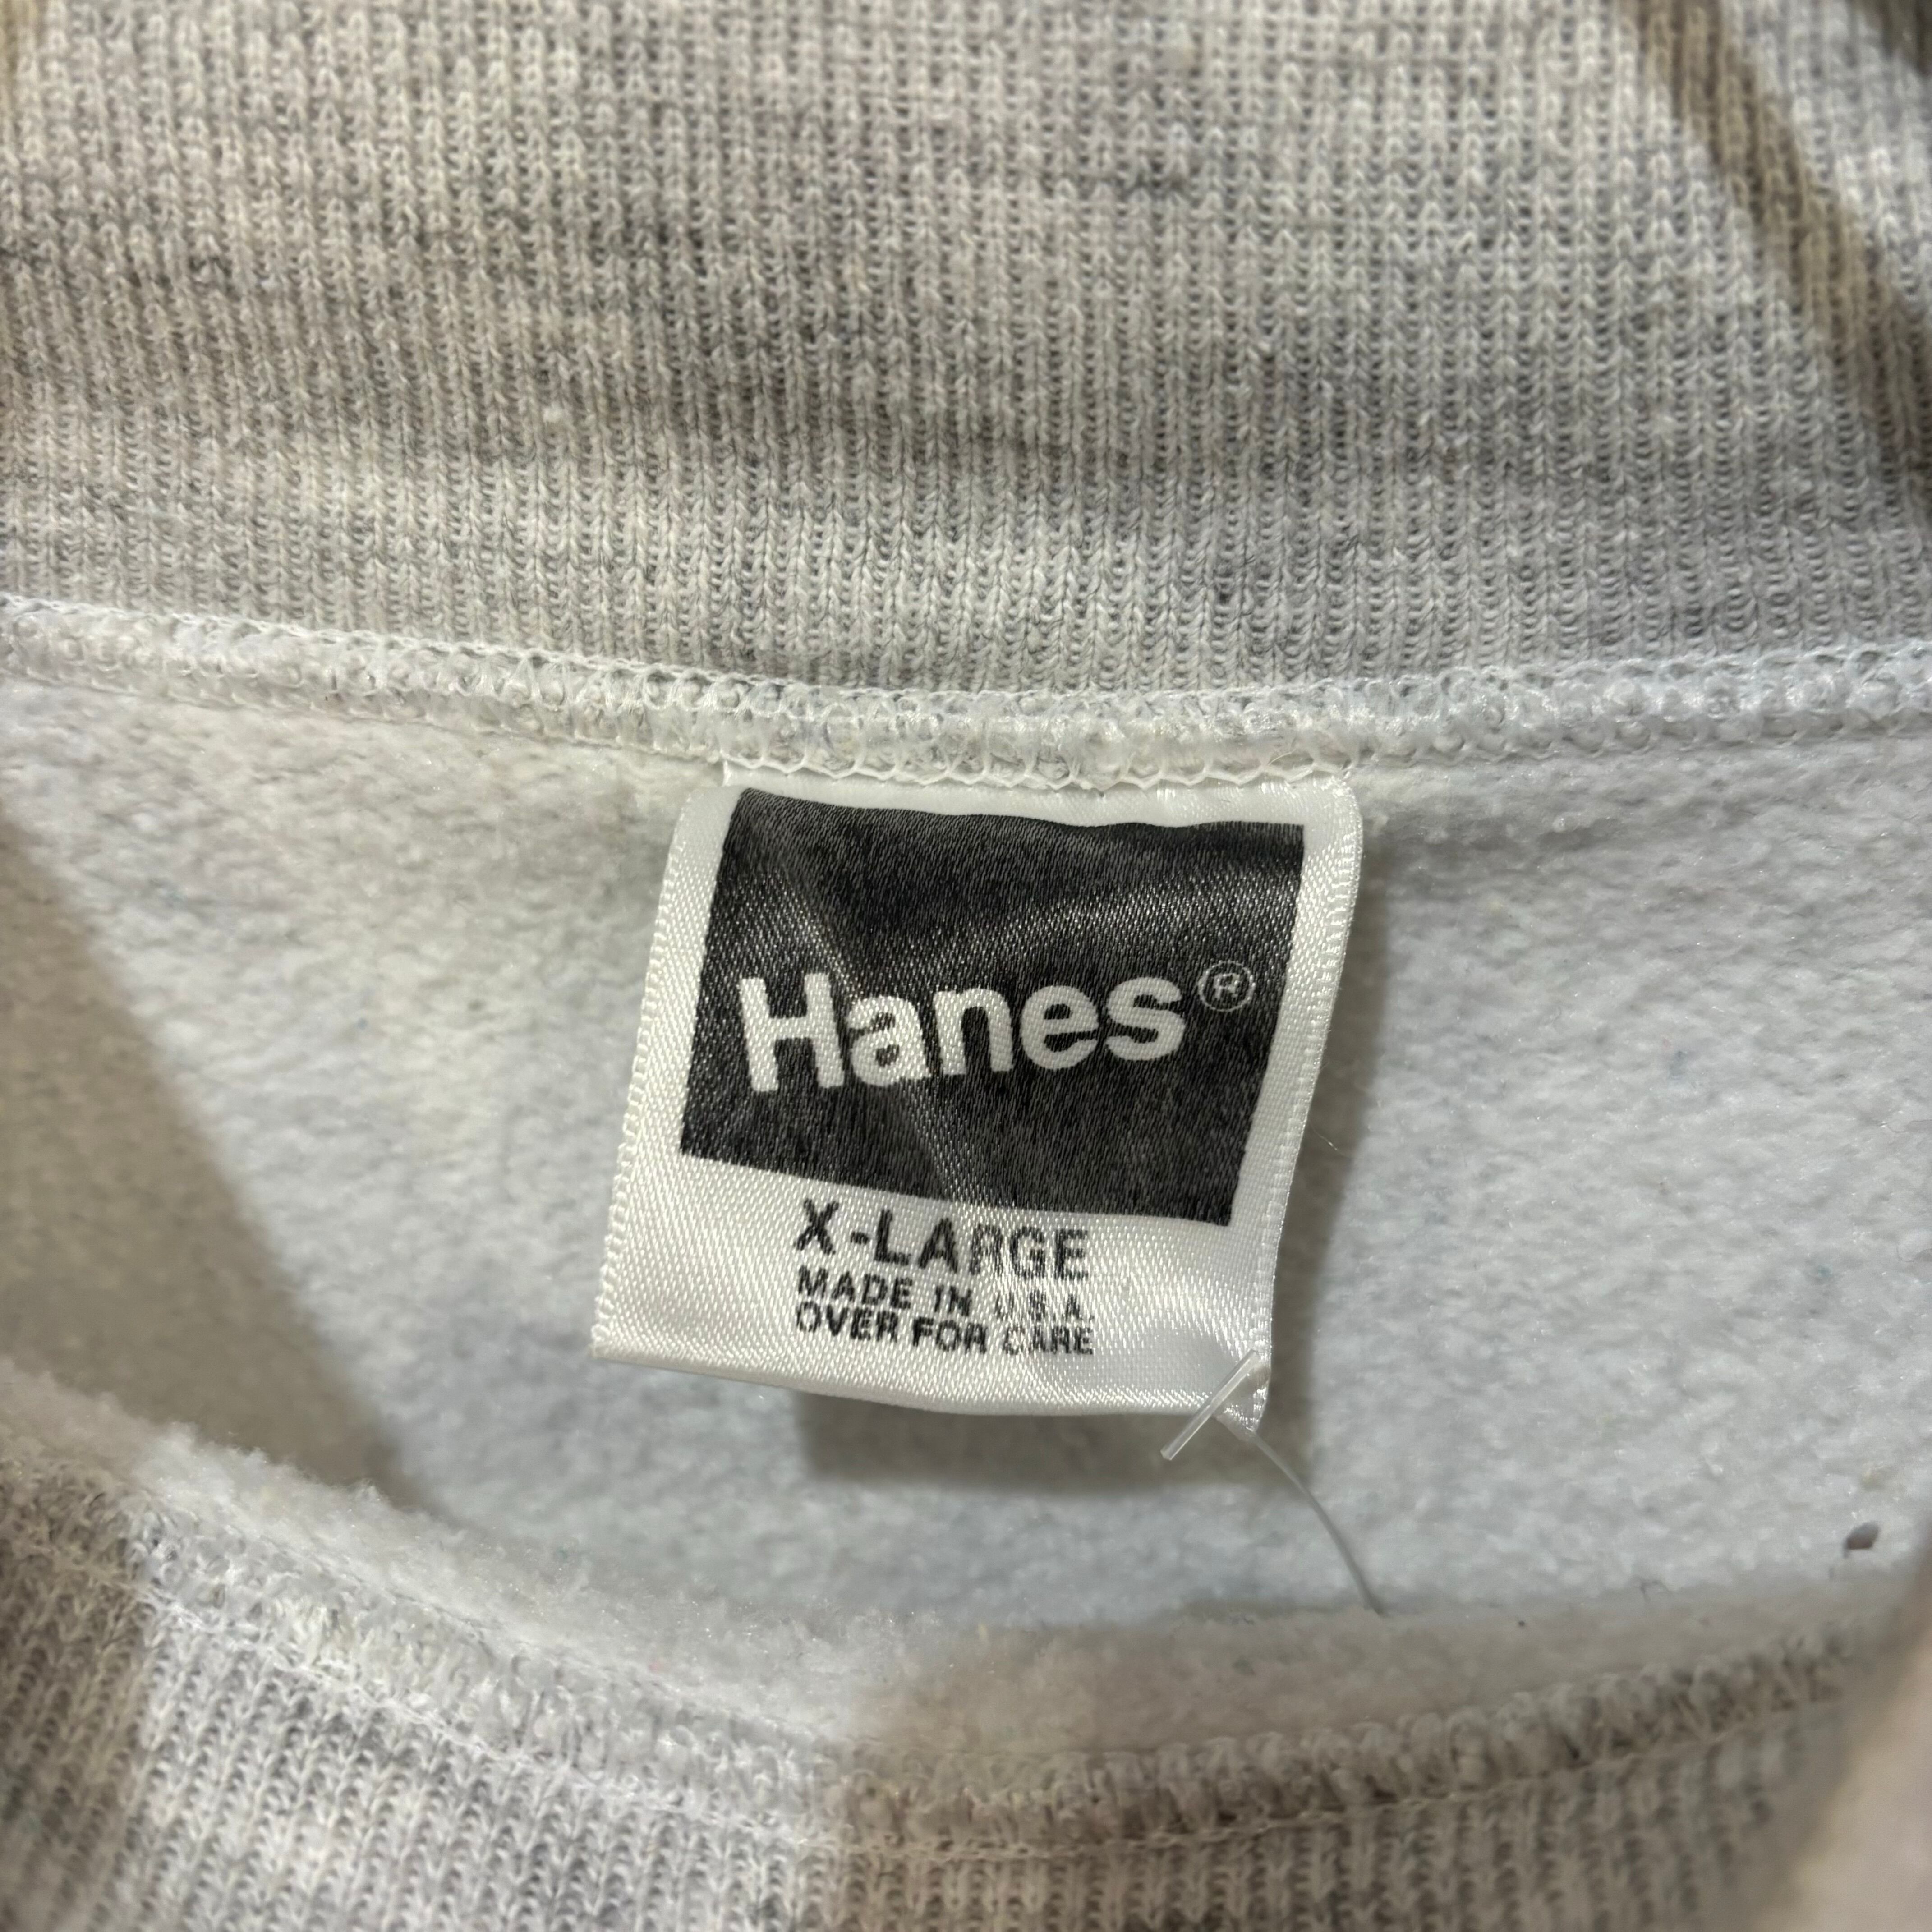 Hanes®
X-LARGE
MADE IN U.S.A.
OVER FOR CARE